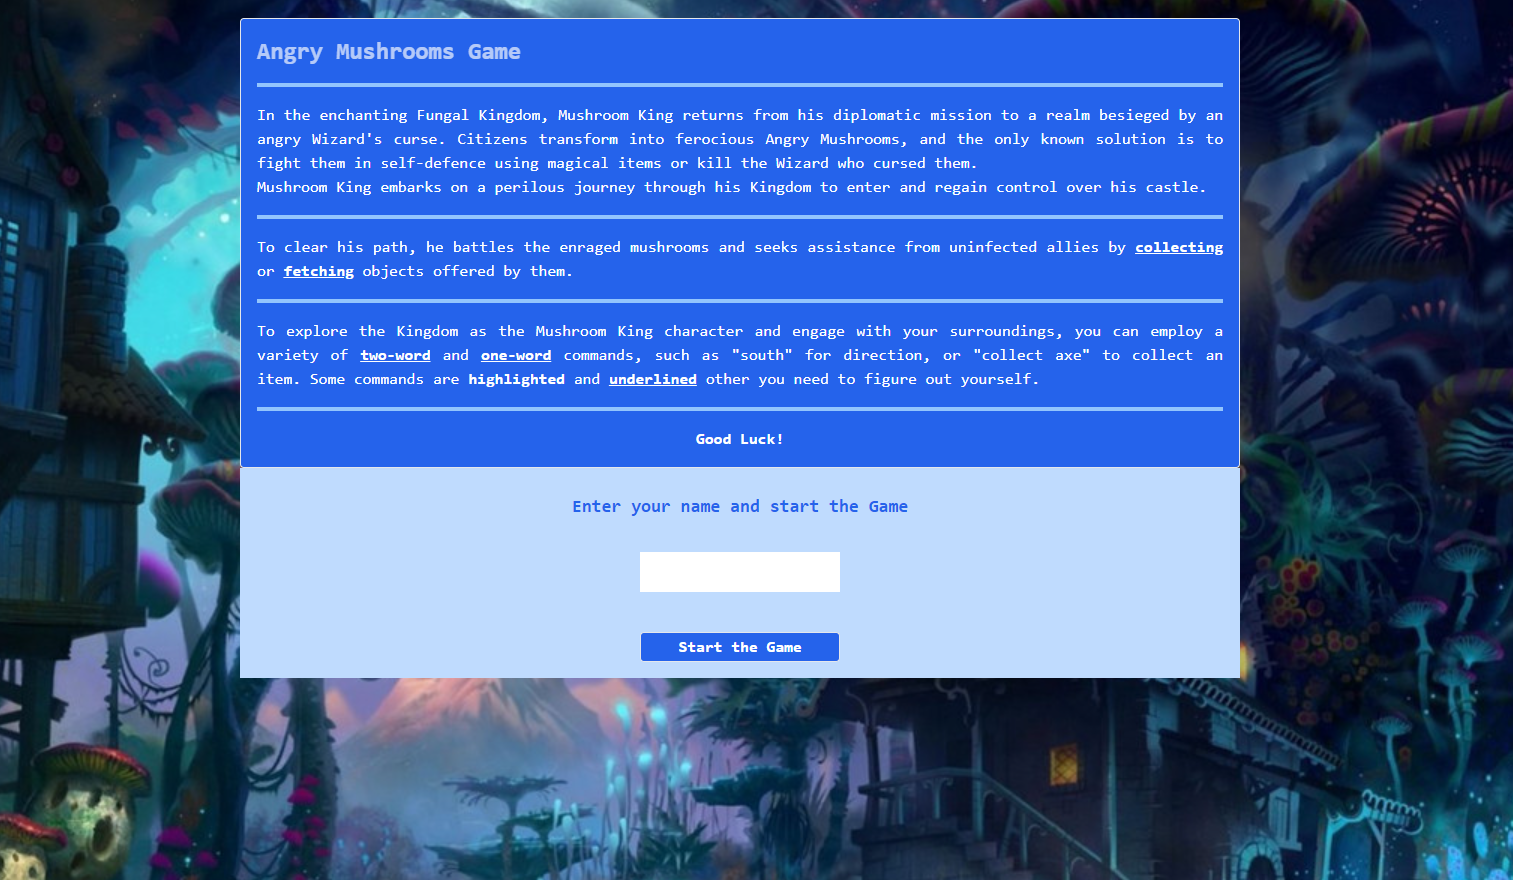 Angry Mushrooms Game
In the enchanting Fungal Kingdom, Mushroom King returns from his diplomatic mission to a realm besieged by an
angry Wizard's curse. Citizens transform into ferocious Angry Mushrooms, and the only known solution is to
fight them in self-defence using magical items or kill the Wizard who cursed them.
Mushroom King embarks on a perilous journey through his Kingdom to enter and regain control over his castle.
To clear his path, he battles the enraged mushrooms and seeks assistance from uninfected allies by collecting
or fetching objects offered by them.
To explore the Kingdom as the Mushroom King character and engage with your surroundings, you can employ a
variety of two-word and one-word commands, such as "south" for direction, or "collect axe" to collect an
item. Some commands are highlighted and underlined other you need to figure out yourself.
Good Luck!
Enter your name and start the Game
Start the Game